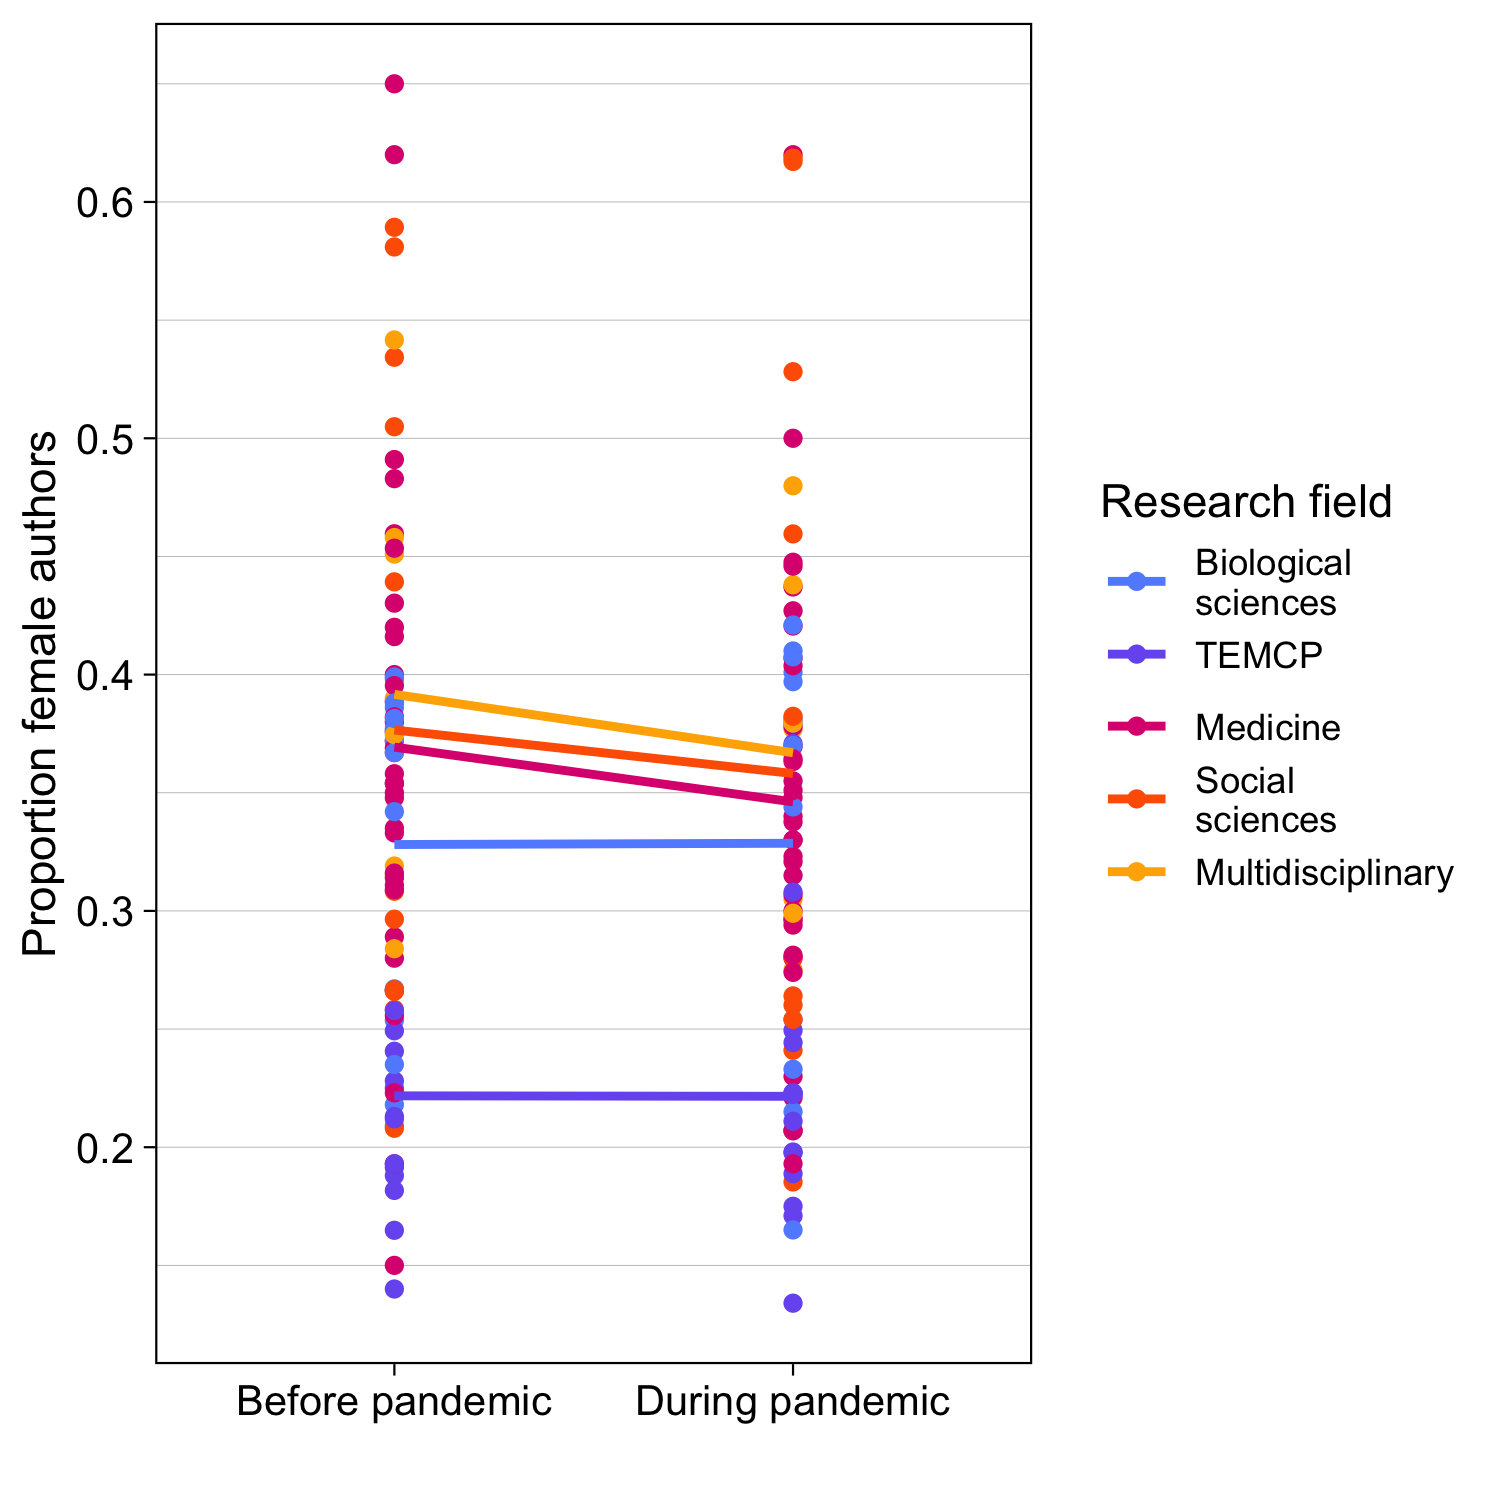 Proportion female authors
0.6
0.5
0.4
0.3
0.2
Before pandemic
During pandemic
Research field
Biological
sciences
TEMCP
Medicine
Social
sciences
Multidisciplinary